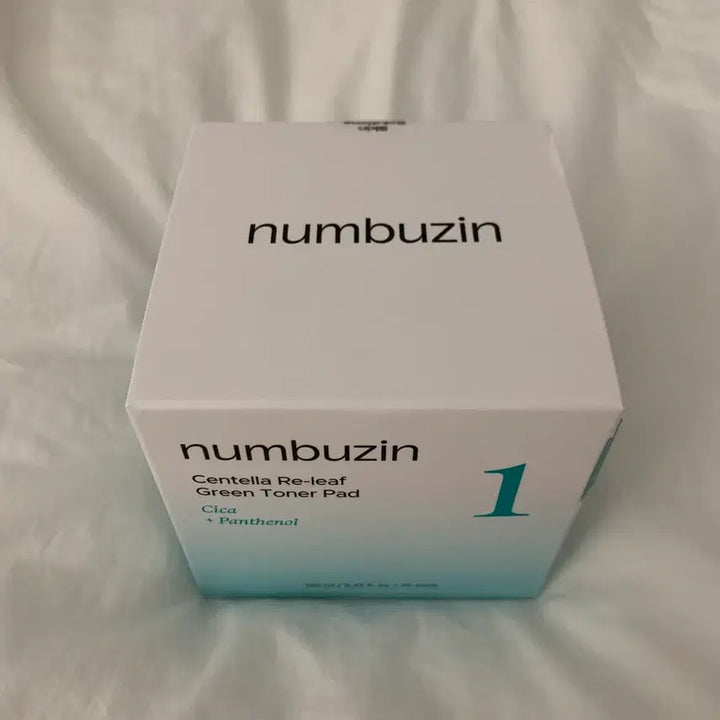 numbuzin
numbuzin
Centella Re-leaf
Green Toner Pad
Cica
+ Panthenol
1